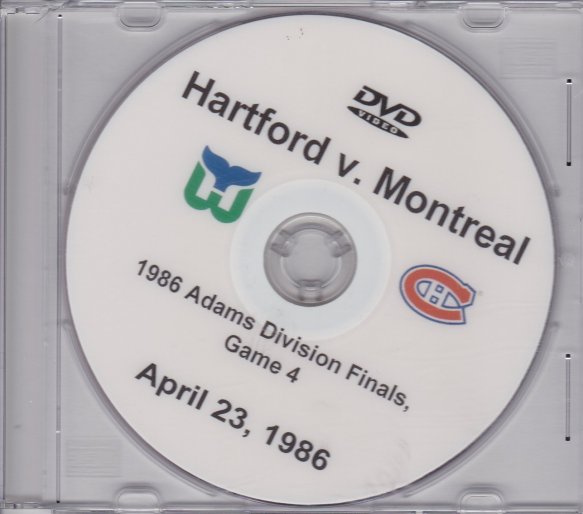 DVD
VIDEO
Hartford v. Montreal
1986 Adams Division Finals,
Game 4
April 23, 1986